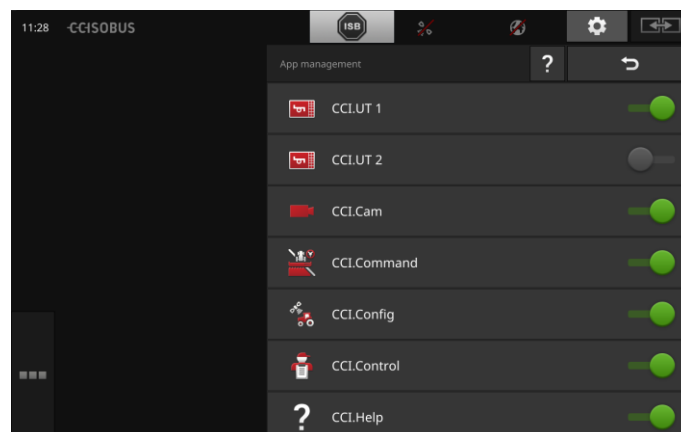 11:28
CCISOBUS
ISB
App management
?
CCI.UT 1
CCI.UT 2
CCI.Cam
CCI.Command
CCI.Config
CCI.Control
? CCI.Help